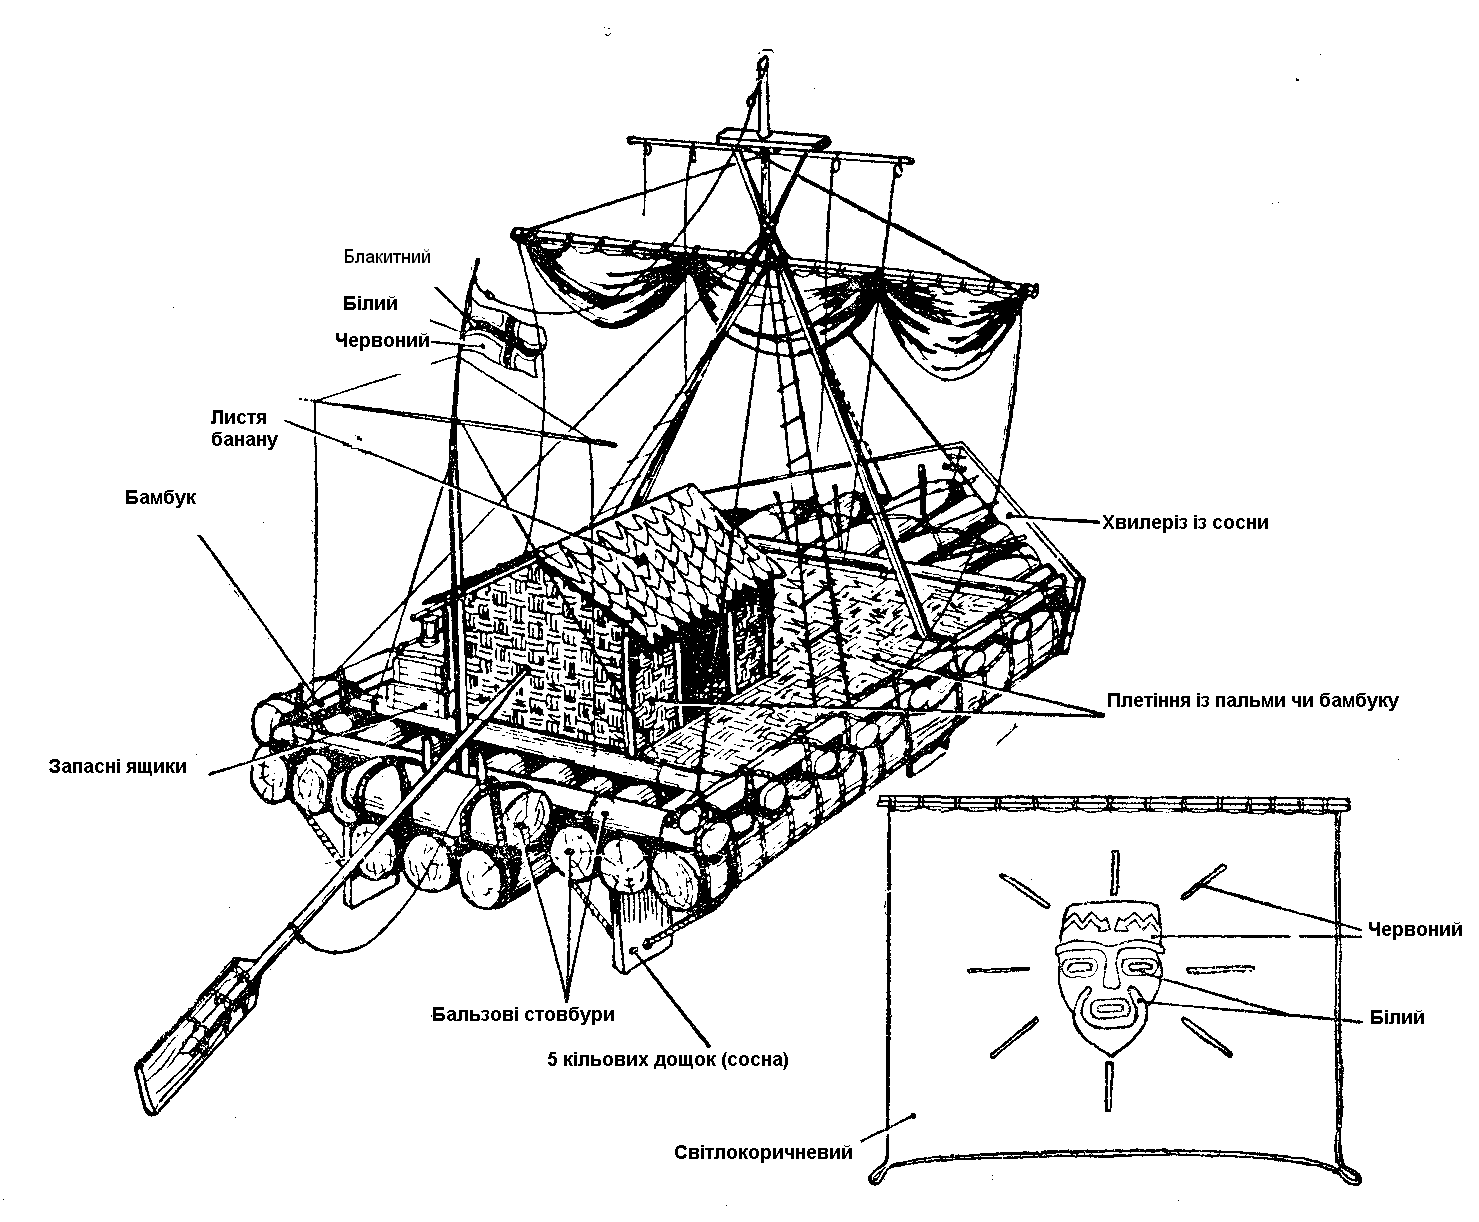 Блакитний
Білий
Червоний
Листя
банану
Бамбук
Хвилеріз із сосни
Плетіння із пальми чи бамбуку
Запасні ящики
Бальзові стовбури
5 кільових дощок (сосна)
Червоний
Білий
Світлокоричневий